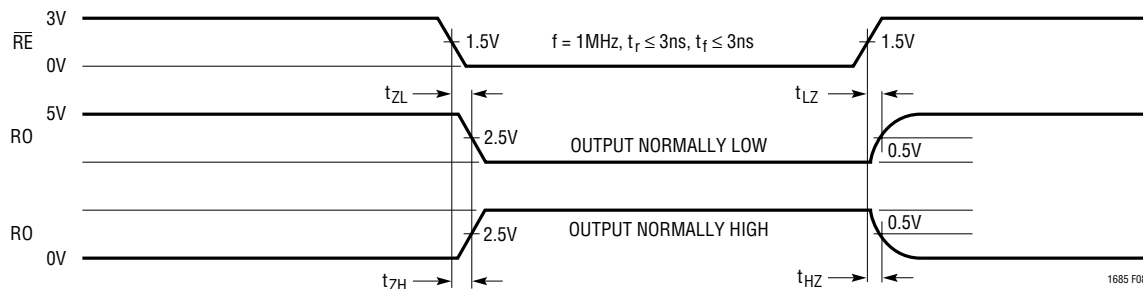 3V
RE
0V
1.5V
f = 1MHz, tr ≤ 3ns, tf ≤ 3ns
1.5V
tZL
tLZ
5V
RO
2.5V
OUTPUT NORMALLY LOW
0.5V
RO
0V
2.5V
OUTPUT NORMALLY HIGH
0.5V
tZH
tHZ
1685 F08